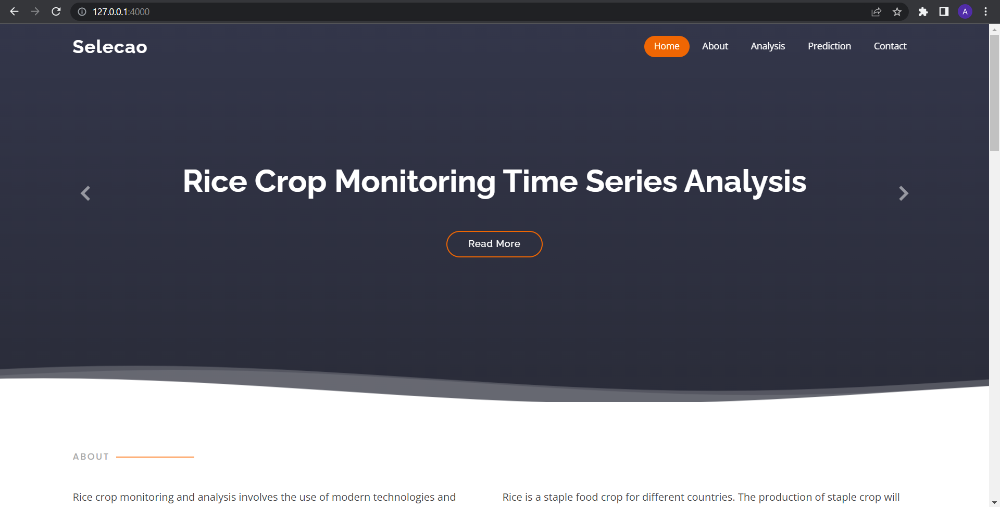 127.0.0.1:4000
A
Selecao
Home About Analysis Prediction Contact
Rice Crop Monitoring Time Series Analysis
Read More
ABOUT
Rice crop monitoring and analysis involves the use of modern technologies and
Rice is a staple food crop for different countries. The production of staple crop will